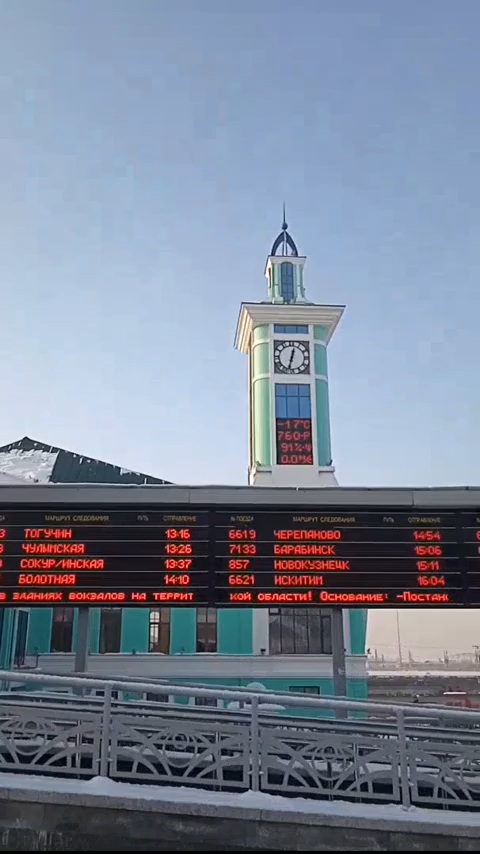 -17°C
760-P
91%-W
0.0
МАРШРУТ СЛЕДОВАНИЯ ПУТЬ ОТПРАВЛЕНИЕ
ТОГУЧИН 13:16
ЧУЛЫМСКАЯ 13:26
СОКУР/ИНСКАЯ 13:37
БОЛОТНАЯ 14:10
В ЗДАНИЯХ ВОКЗАЛОВ НА ТЕРРИТ
№ ПОЕЗДА МАРШРУТ СЛЕДОВАНИЯ ПУТЬ ОТПРАВЛЕНИЕ
6619 ЧЕРЕПАНОВО 14:54
7133 БАРАБИНСК 15:06
857 НОВОКУЗНЕЦК 15:11
6621 ИСКИТИМ 16:04
КОЙ ОБЛАСТИ! ОСНОВАНИЕ: -ПОСТАН